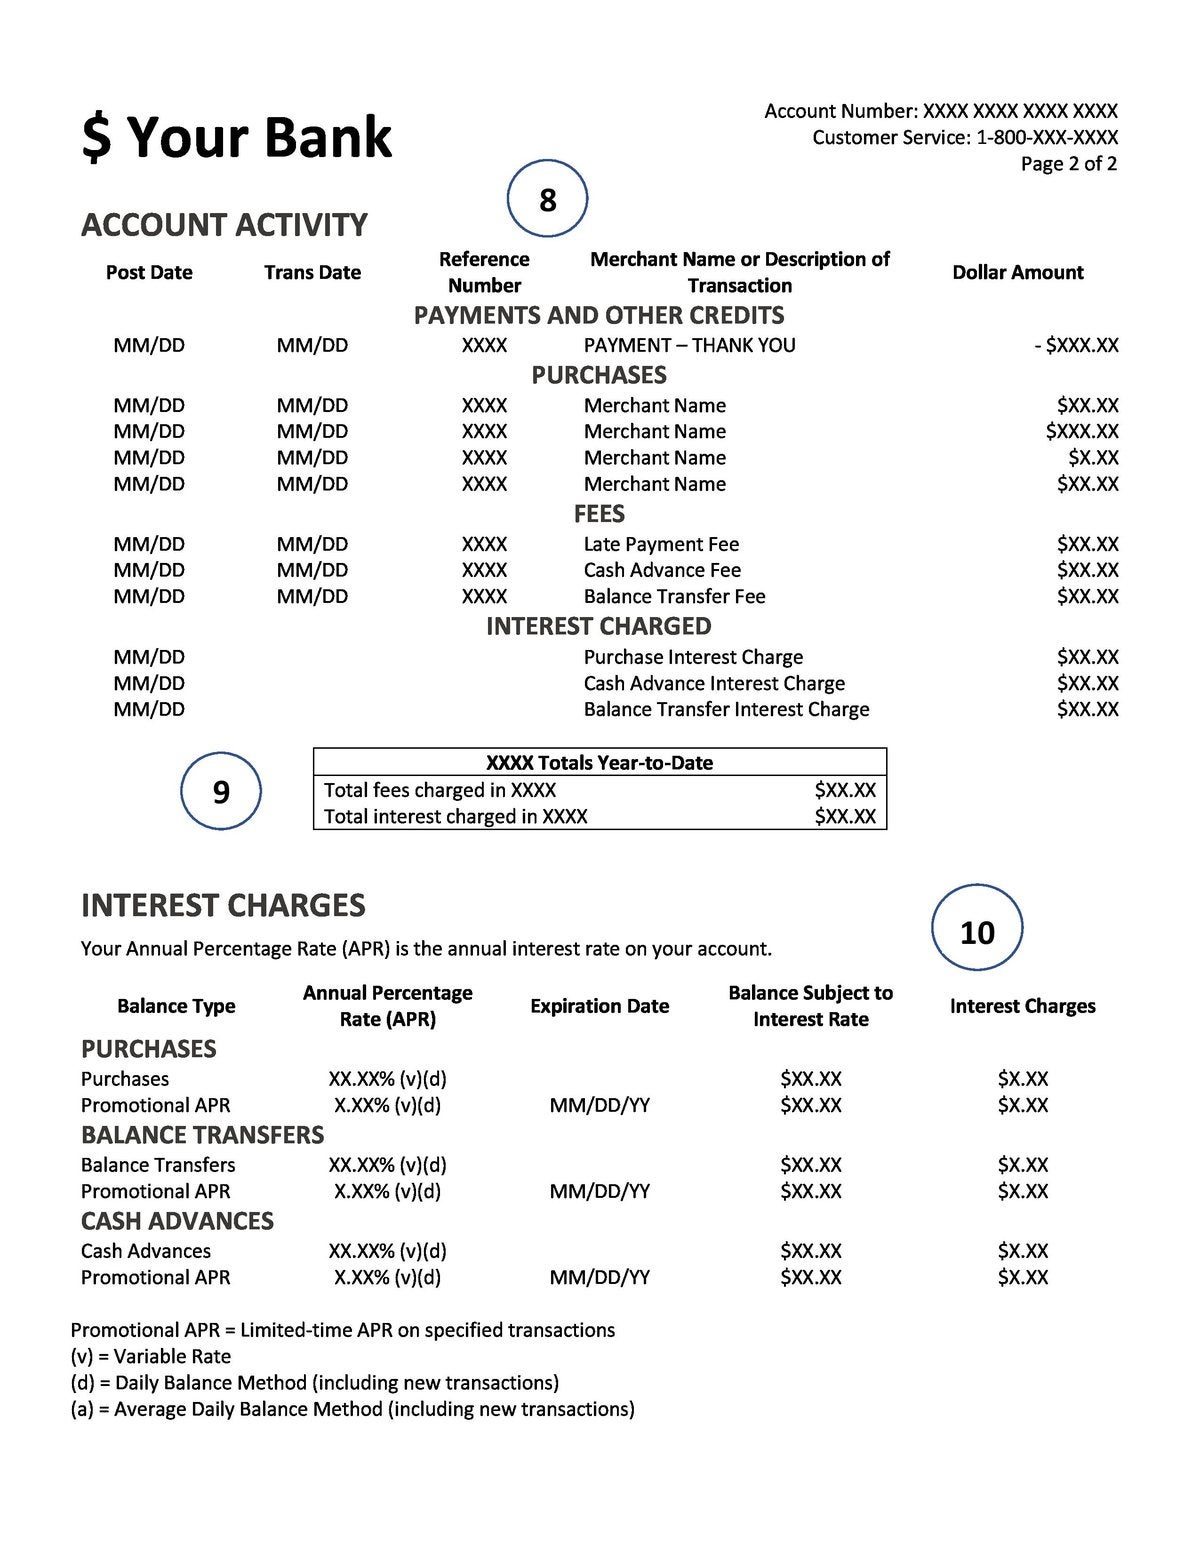 $ Your Bank
Account Number: XXXX XXXX XXXX XXXX
Customer Service: 1-800-XXX-XXXX
Page 2 of 2
8
ACCOUNT ACTIVITY
Post Date Trans Date Reference Number Merchant Name or Description of Transaction Dollar Amount
PAYMENTS AND OTHER CREDITS
MM/DD MM/DD XXXX PAYMENT – THANK YOU - $XXX.XX
PURCHASES
MM/DD MM/DD XXXX Merchant Name $XX.XX
MM/DD MM/DD XXXX Merchant Name $XXX.XX
MM/DD MM/DD XXXX Merchant Name $X.XX
MM/DD MM/DD XXXX Merchant Name $XX.XX
FEES
MM/DD MM/DD XXXX Late Payment Fee $XX.XX
MM/DD MM/DD XXXX Cash Advance Fee $XX.XX
MM/DD MM/DD XXXX Balance Transfer Fee $XX.XX
INTEREST CHARGED
MM/DD Purchase Interest Charge $XX.XX
MM/DD Cash Advance Interest Charge $XX.XX
MM/DD Balance Transfer Interest Charge $XX.XX
9
XXXX Totals Year-to-Date
Total fees charged in XXXX $XX.XX
Total interest charged in XXXX $XX.XX
INTEREST CHARGES
10
Your Annual Percentage Rate (APR) is the annual interest rate on your account.
Balance Type Annual Percentage Rate (APR) Expiration Date Balance Subject to Interest Rate Interest Charges
PURCHASES
Purchases XX.XX% (v)(d) $XX.XX $X.XX
Promotional APR X.XX% (v)(d) MM/DD/YY $XX.XX $X.XX
BALANCE TRANSFERS
Balance Transfers XX.XX% (v)(d) $XX.XX $X.XX
Promotional APR X.XX% (v)(d) MM/DD/YY $XX.XX $X.XX
CASH ADVANCES
Cash Advances XX.XX% (v)(d) $XX.XX $X.XX
Promotional APR X.XX% (v)(d) MM/DD/YY $XX.XX $X.XX
Promotional APR = Limited-time APR on specified transactions
(v) = Variable Rate
(d) = Daily Balance Method (including new transactions)
(a) = Average Daily Balance Method (including new transactions)